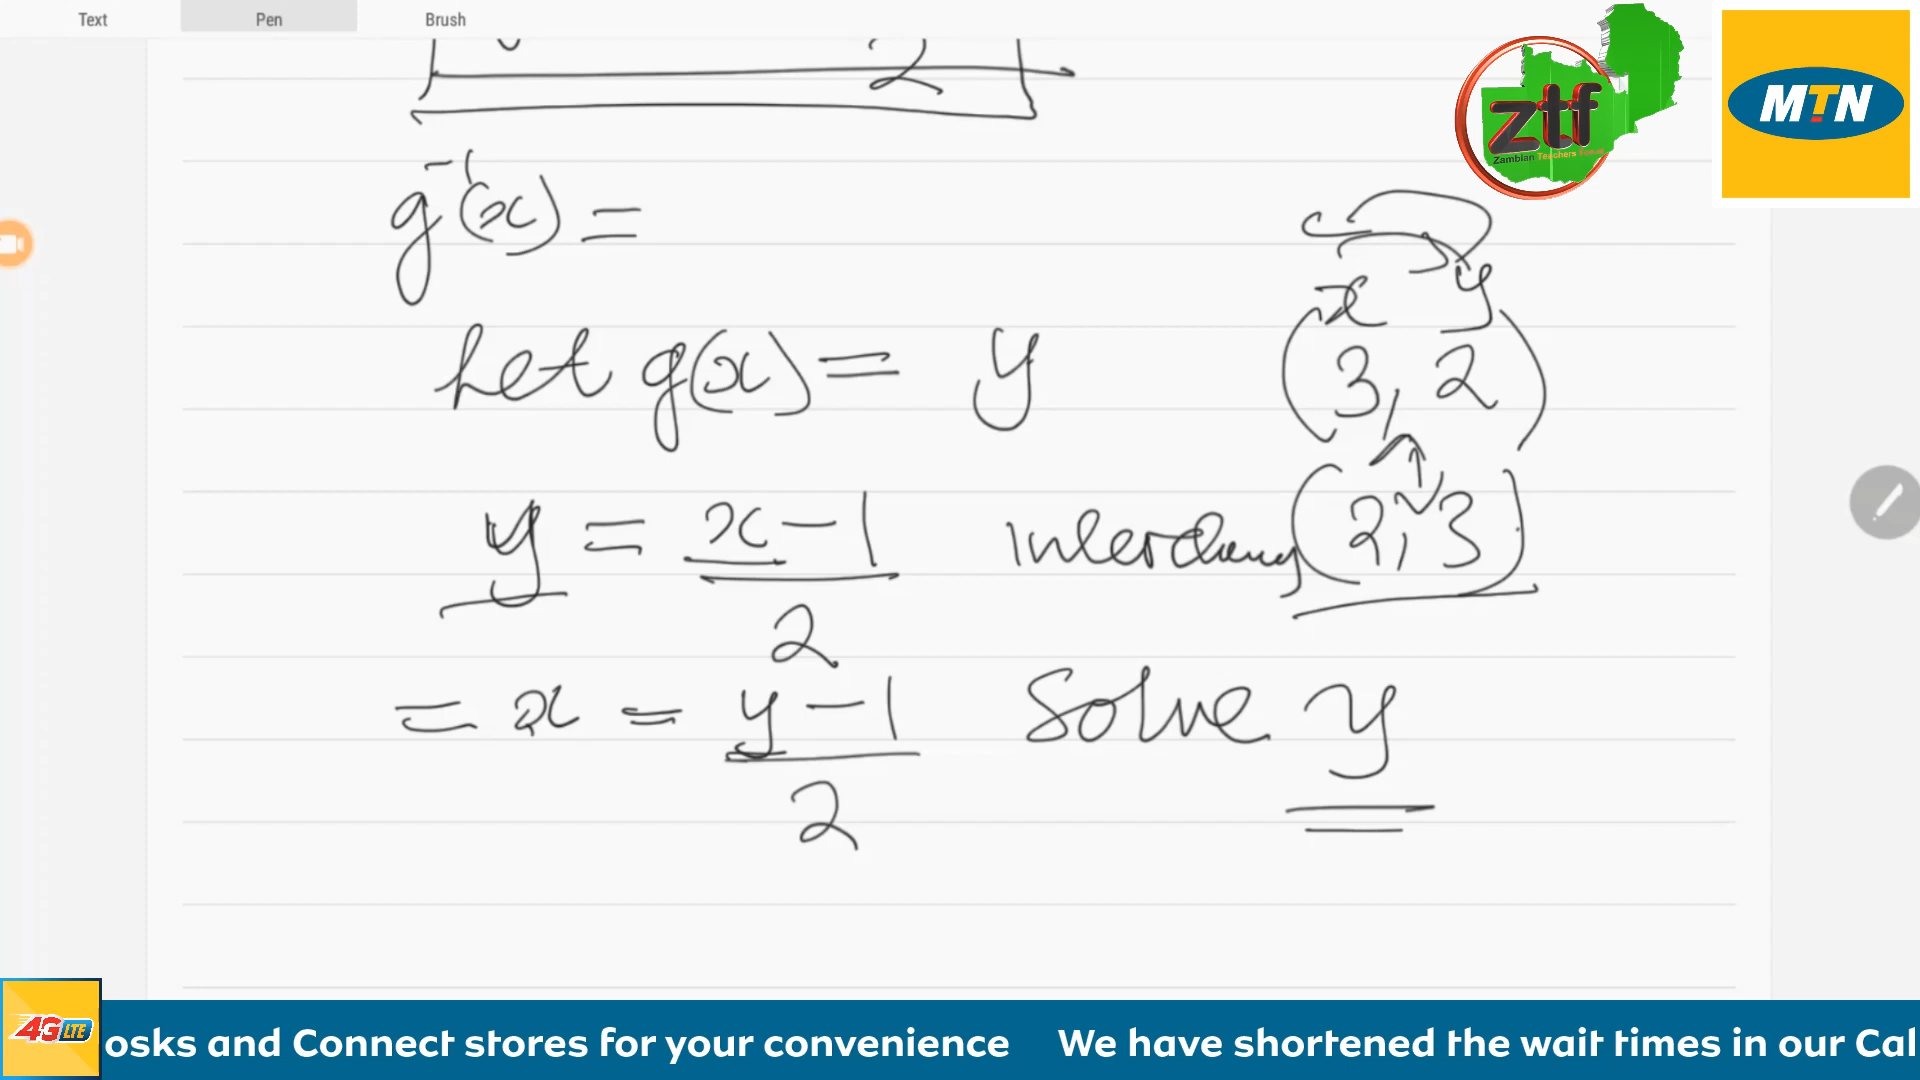 Text Pen Brush
2
ztf
Zambian Teachers
MTN
g⁻¹(x) =
x y
Let g(x) = y (3, 2)
y = x - 1 (2, 3)
2
= x = y - 1 Solve y
2
4G LTE
osks and Connect stores for your convenience We have shortened the wait times in our Cal